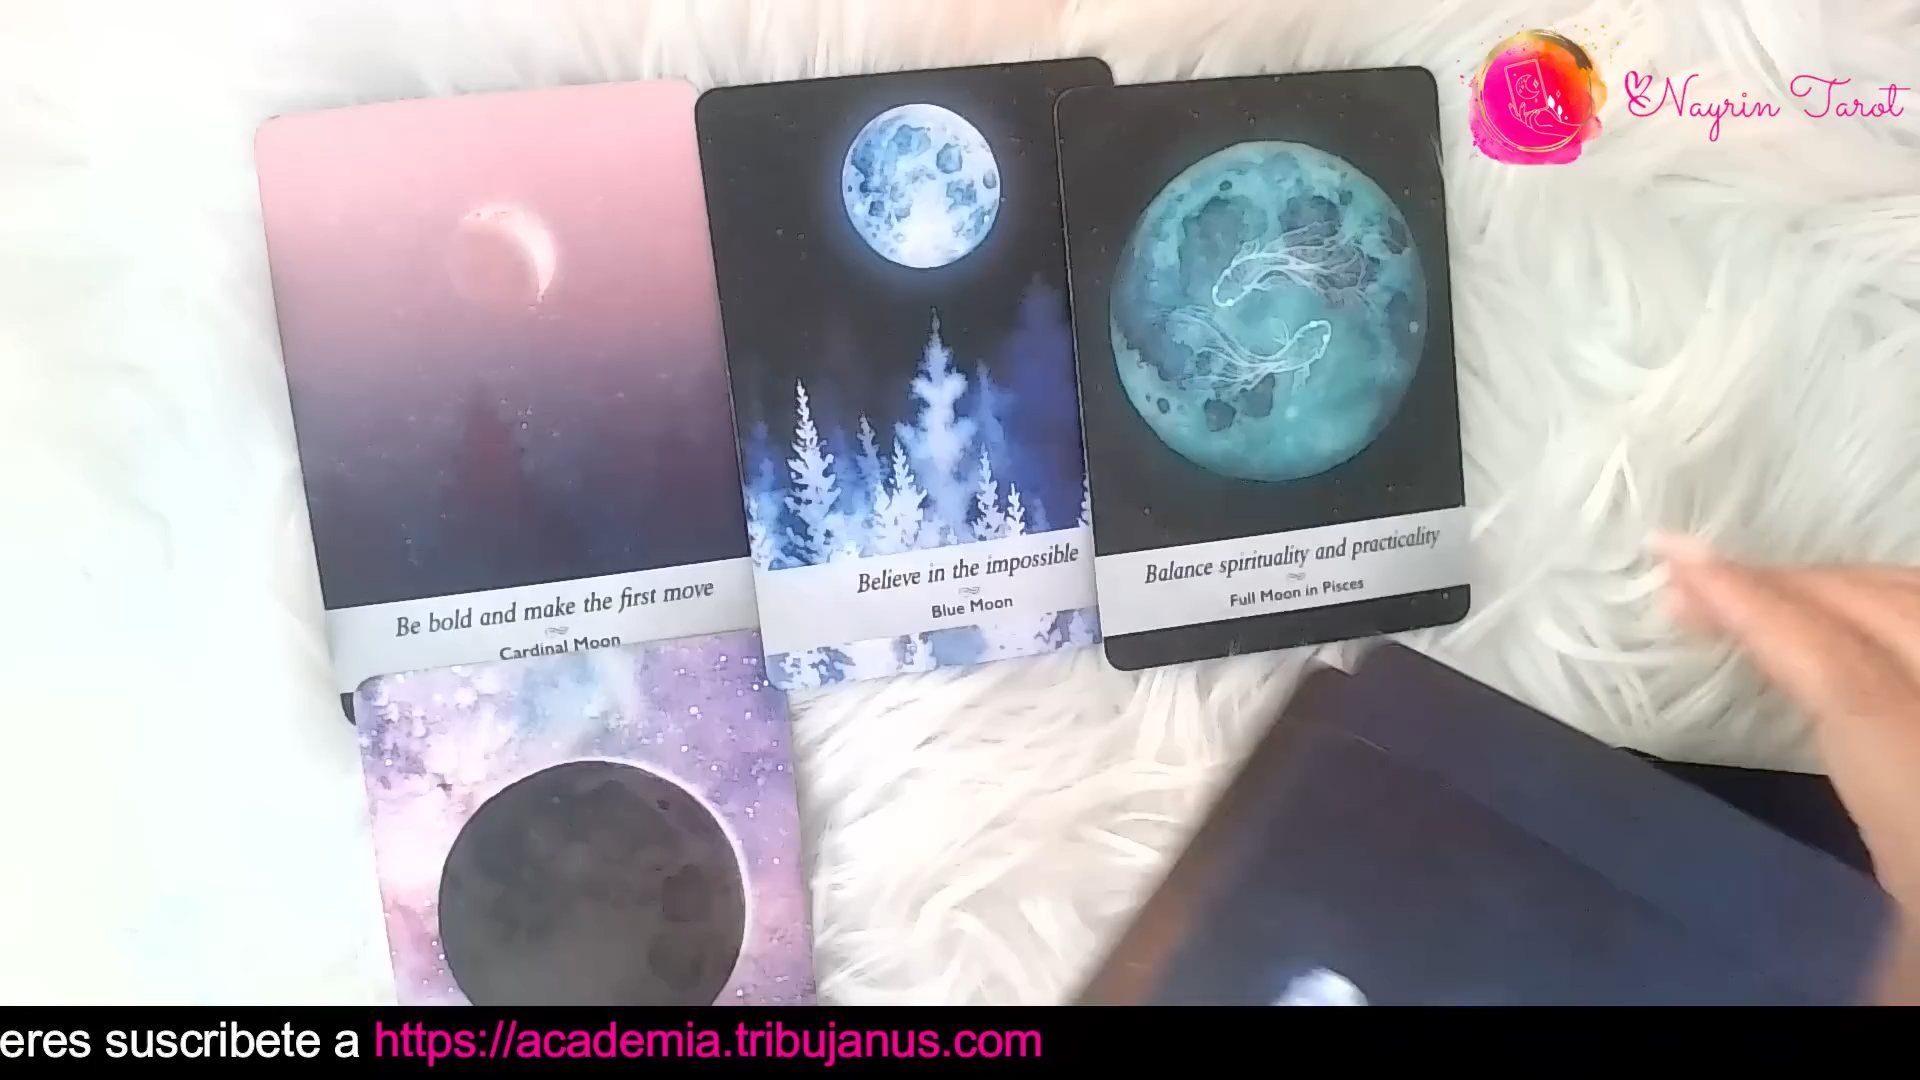 Nayrin Tarot
Be bold and make the first move
Cardinal Moon
Believe in the impossible
Blue Moon
Balance spirituality and practicality
Full Moon in Pisces
eres suscribete a https://academia.tribujanus.com